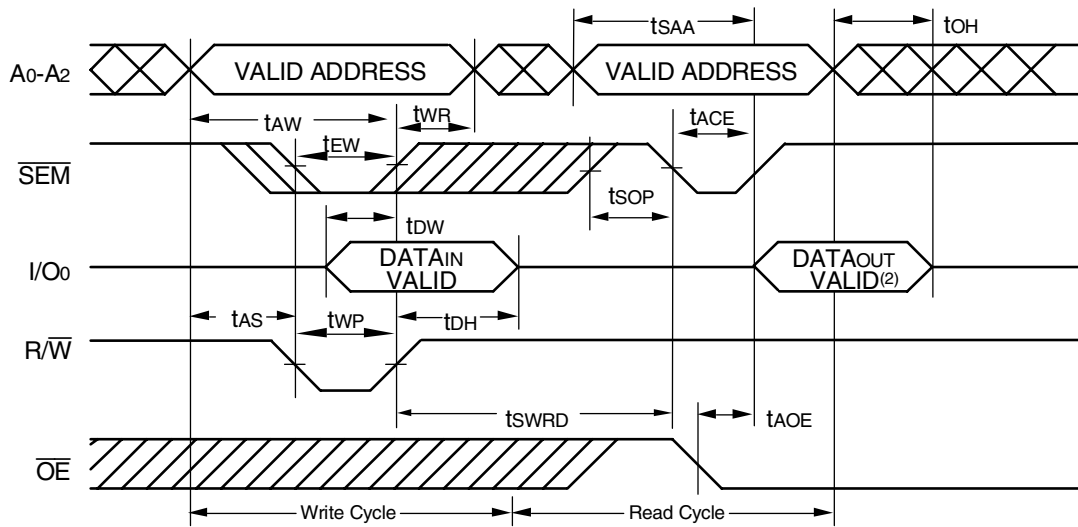 tSAA
tOH
A0-A2
VALID ADDRESS
VALID ADDRESS
tAW
tWR
tACE
tEW
SEM
tSOP
tDW
I/O0
DATAIN
VALID
DATAOUT
VALID(2)
tAS
tWP
tDH
R/W
tSWRD
tAOE
OE
Write Cycle
Read Cycle